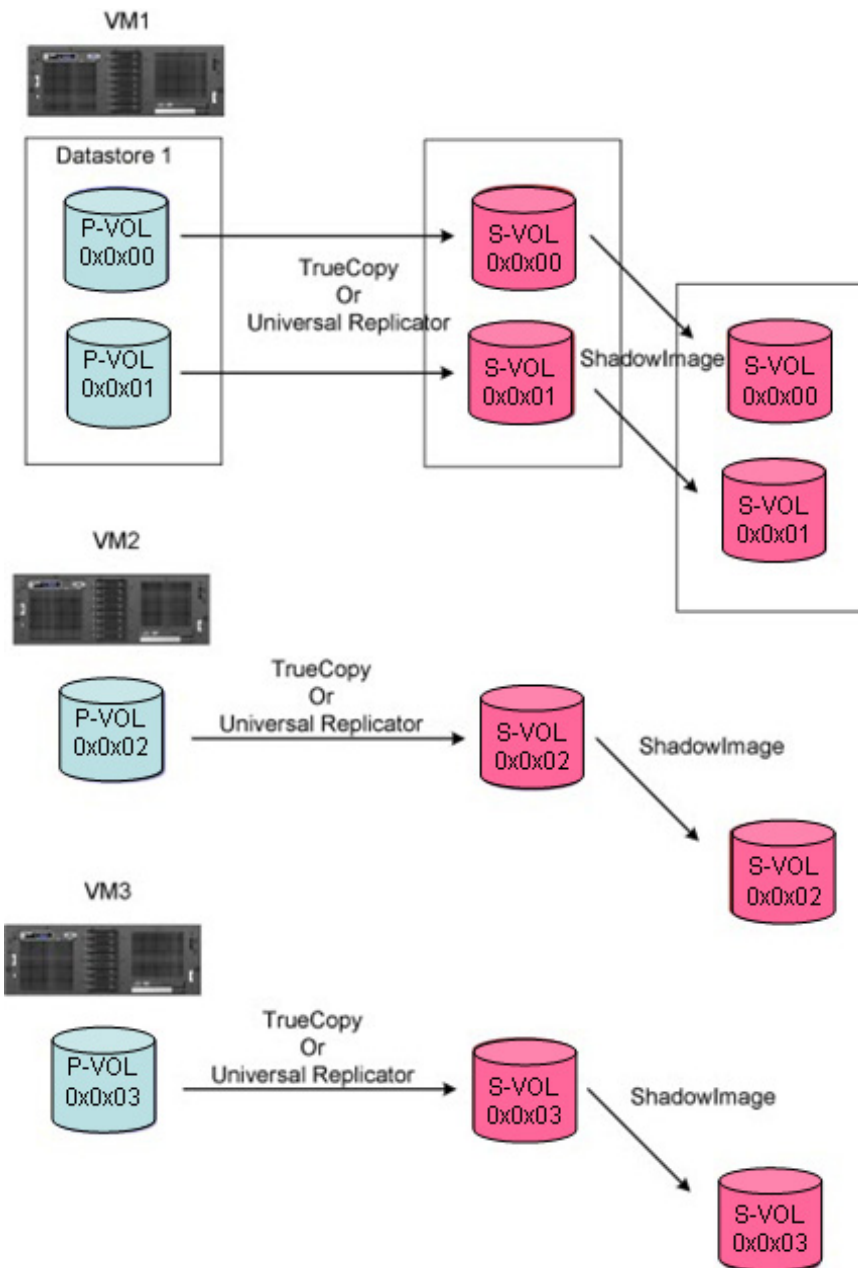 VM1
Datastore 1
P-VOL
0x0x00
TrueCopy
Or
Universal Replicator
S-VOL
0x0x00
P-VOL
0x0x01
S-VOL
0x0x01
ShadowImage
S-VOL
0x0x00
S-VOL
0x0x01
VM2
P-VOL
0x0x02
TrueCopy
Or
Universal Replicator
S-VOL
0x0x02
ShadowImage
S-VOL
0x0x02
VM3
P-VOL
0x0x03
TrueCopy
Or
Universal Replicator
S-VOL
0x0x03
ShadowImage
S-VOL
0x0x03